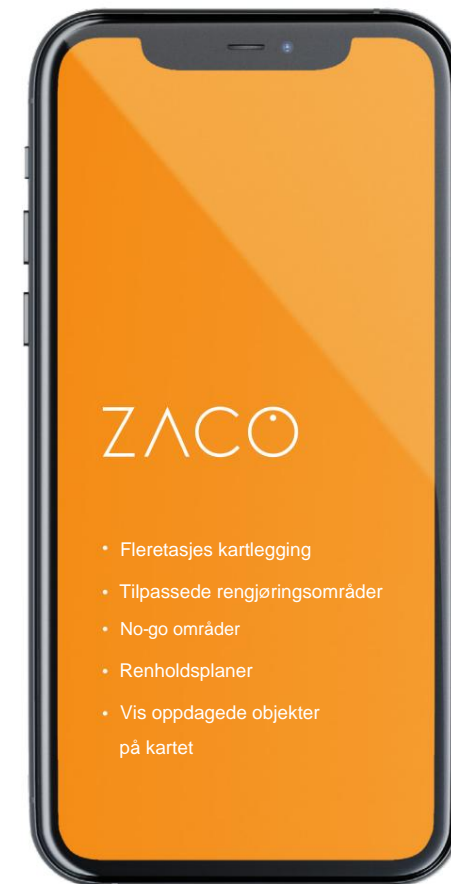 ZACO
• Fleretasjes kartlegging
• Tilpassede rengjøringsområder
• No-go områder
• Renholdsplaner
• Vis oppdagede objekter
på kartet